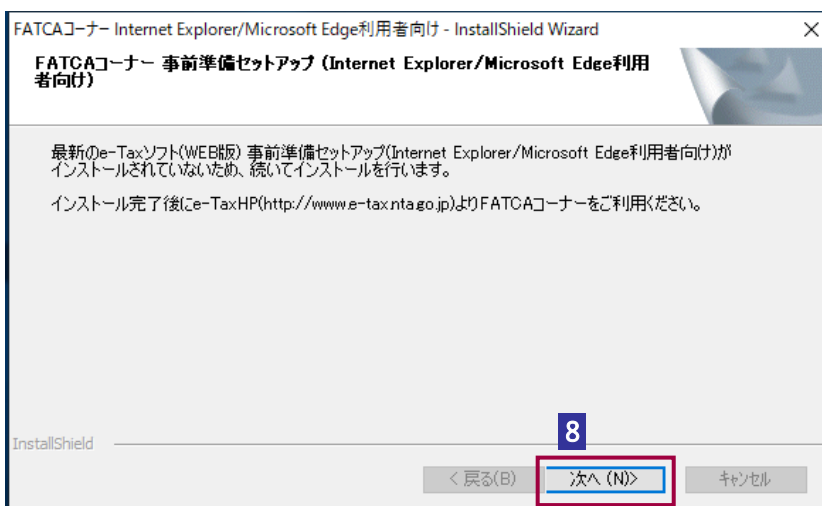 FATCAコーナー Internet Explorer/Microsoft Edge利用者向け - InstallShield Wizard
FATCAコーナー 事前準備セットアップ (Internet Explorer/Microsoft Edge利用
者向け)
最新のe-Taxソフト(WEB版) 事前準備セットアップ(Internet Explorer/Microsoft Edge利用者向け)が
インストールされていないため、続いてインストールを行います。
インストール完了後にe-TaxHP(http://www.e-tax.nta.go.jp)よりFATCAコーナーをご利用ください。
8
InstallShield
< 戻る(B) 次へ (N)> キャンセル